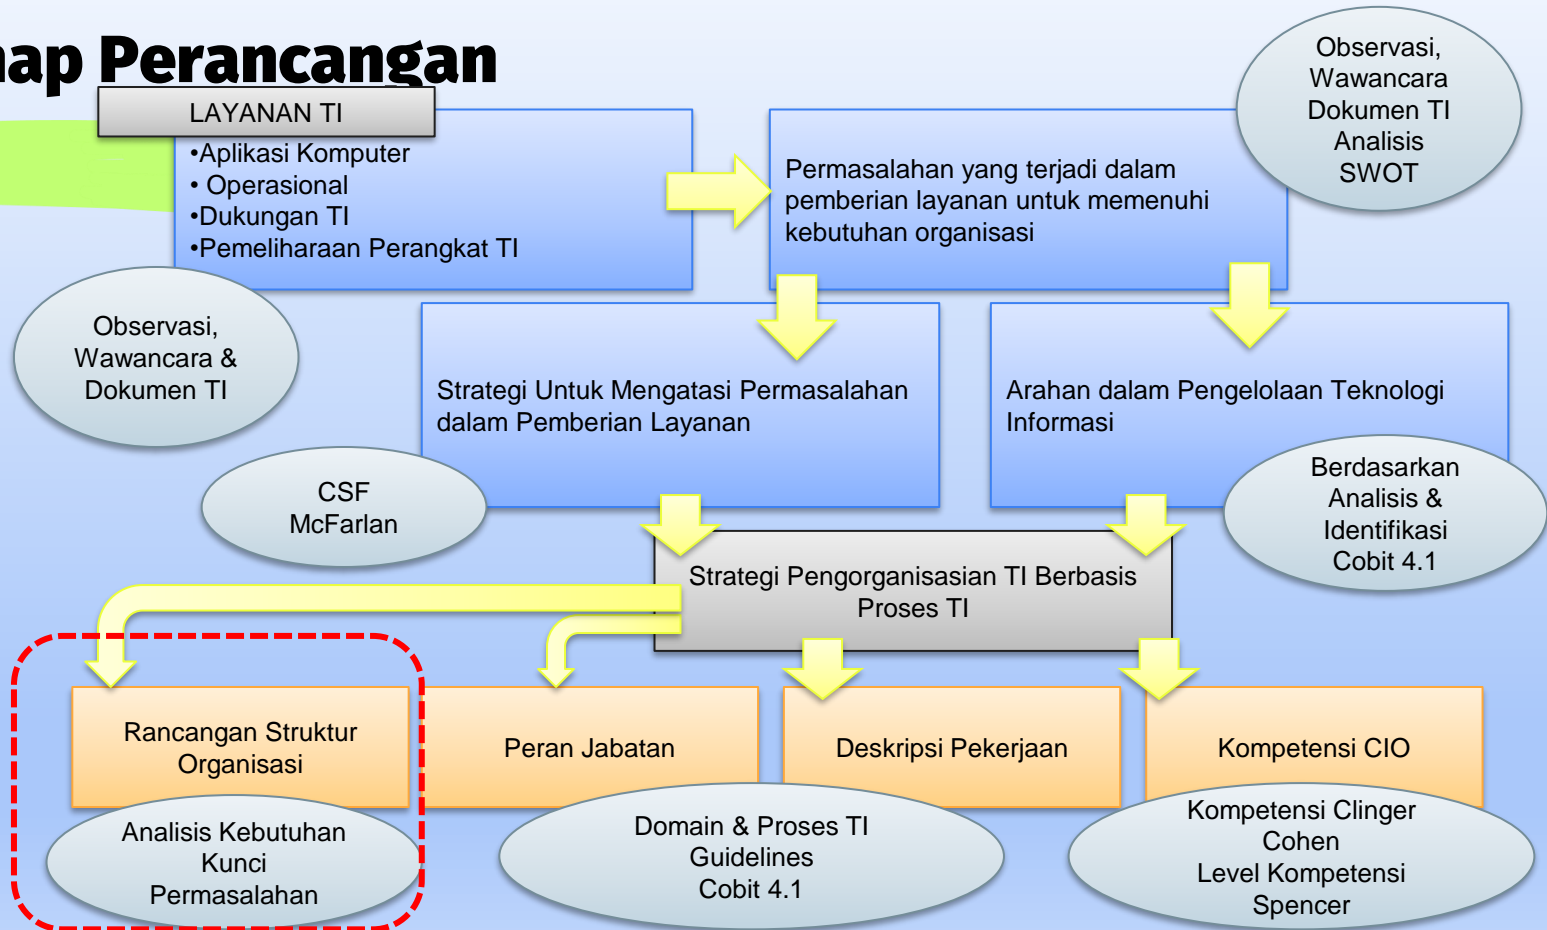 hap Perancangan
LAYANAN TI
•Aplikasi Komputer
• Operasional
•Dukungan TI
•Pemeliharaan Perangkat TI
Permasalahan yang terjadi dalam
pemberian layanan untuk memenuhi
kebutuhan organisasi
Observasi,
Wawancara
Dokumen TI
Analisis
SWOT
Observasi,
Wawancara &
Dokumen TI
Strategi Untuk Mengatasi Permasalahan
dalam Pemberian Layanan
Arahan dalam Pengelolaan Teknologi
Informasi
CSF
McFarlan
Berdasarkan
Analisis &
Identifikasi
Cobit 4.1
Strategi Pengorganisasian TI Berbasis
Proses TI
Rancangan Struktur
Organisasi
Peran Jabatan
Deskripsi Pekerjaan
Kompetensi CIO
Analisis Kebutuhan
Kunci
Permasalahan
Domain & Proses TI
Guidelines
Cobit 4.1
Kompetensi Clinger
Cohen
Level Kompetensi
Spencer